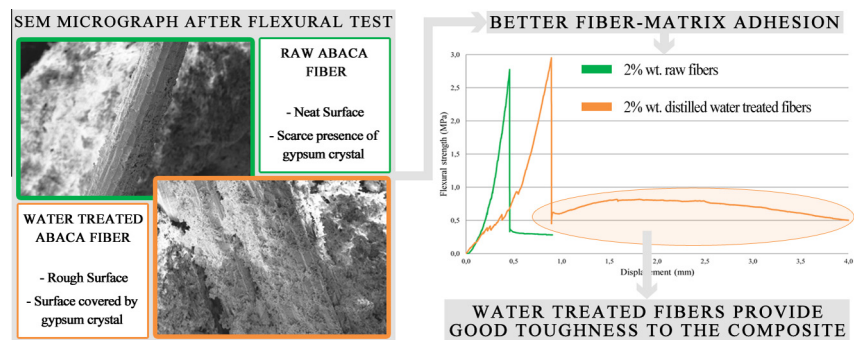 SEM MICROGRAPH AFTER FLEXURAL TEST
RAW ABACA
FIBER
- Neat Surface
- Scarce presence of
gypsum crystal
WATER TREATED
ABACA FIBER
- Rough Surface
- Surface covered by
gypsum crystal
BETTER FIBER-MATRIX ADHESION
3,0
2,5
2,0
1,5
1,0
0,5
0,0
Flexural strength (MPa)
2% wt. raw fibers
2% wt. distilled water treated fibers
0,0
0,5
1,0
1,5
2,0
2,5
3,0
3,5
4,0
(mm)
WATER TREATED FIBERS PROVIDE
GOOD TOUGHNESS TO THE COMPOSITE